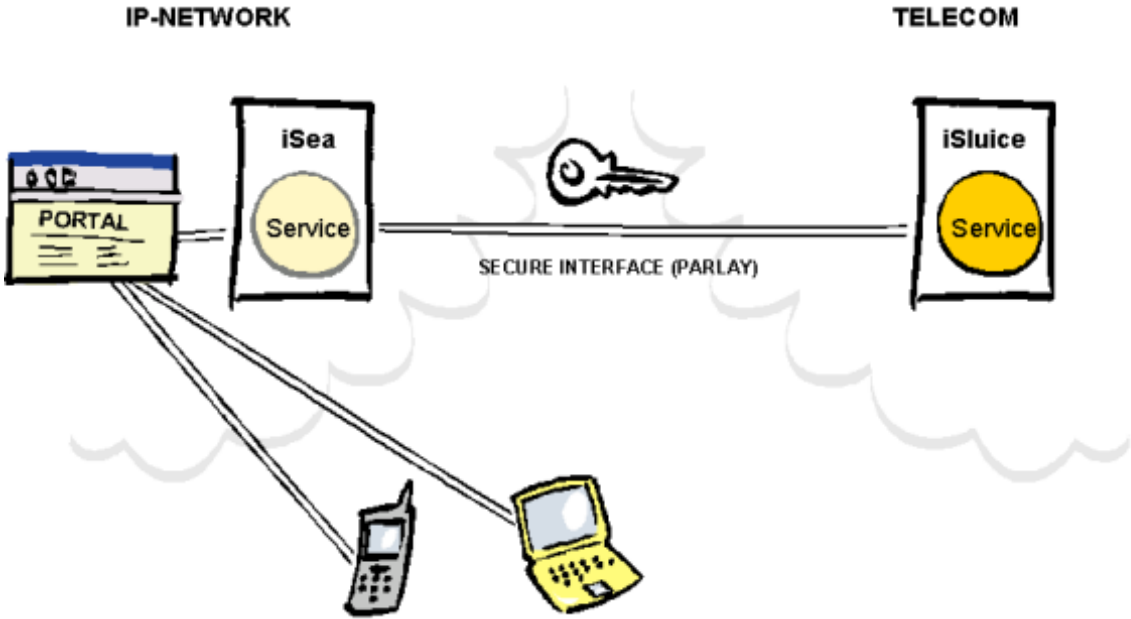 IP-NETWORK
TELECOM
iSea
iSluice
PORTAL
Service
Service
SECURE INTERFACE (PARLAY)